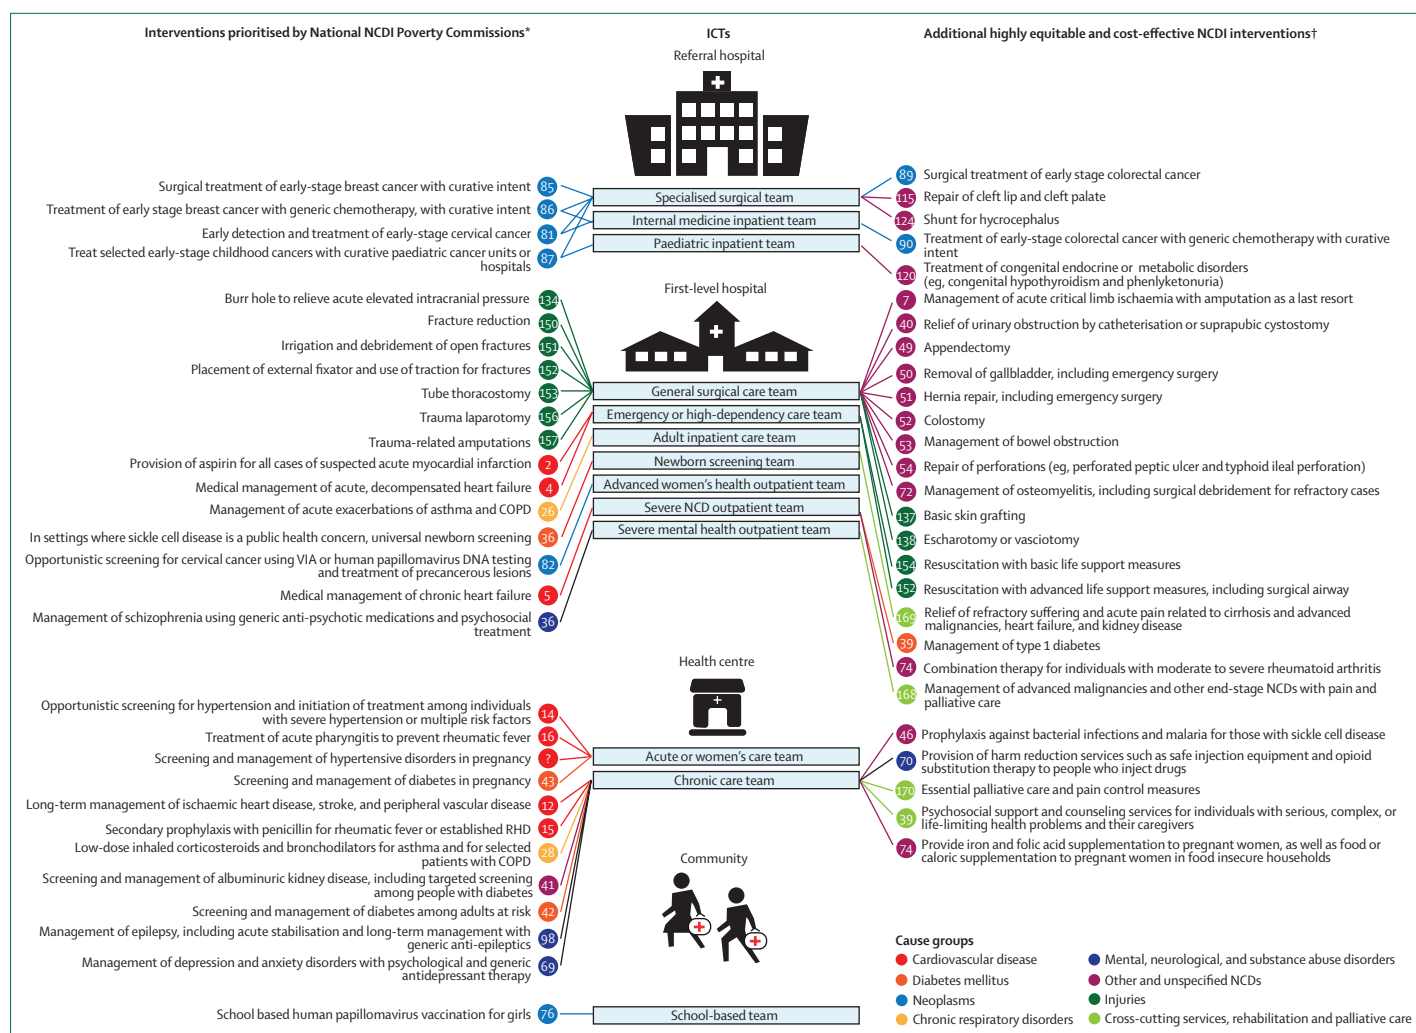 Interventions prioritised by National NCDI Poverty Commissions*
ICTs
Additional highly equitable and cost-effective NCDI interventions†
Referral hospital
Surgical treatment of early-stage breast cancer with curative intent 85
Treatment of early stage breast cancer with generic chemotherapy, with curative intent 86
Early detection and treatment of early-stage cervical cancer 81
Treat selected early-stage childhood cancers with curative paediatric cancer units or
hospitals 87
Specialised surgical team
Internal medicine inpatient team
Paediatric inpatient team
89 Surgical treatment of early stage colorectal cancer
115 Repair of cleft lip and cleft palate
124 Shunt for hycrocephalus
90 Treatment of early-stage colorectal cancer with generic chemotherapy with curative
intent
120 Treatment of congenital endocrine or metabolic disorders
(eg, congenital hypothyroidism and phenlyketonuria)
First-level hospital
Burr hole to relieve acute elevated intracranial pressure 134
Fracture reduction 150
Irrigation and debridement of open fractures 151
Placement of external fixator and use of traction for fractures 152
Tube thoracostomy 153
Trauma laparotomy 156
Trauma-related amputations 157
Provision of aspirin for all cases of suspected acute myocardial infarction 2
Medical management of acute, decompensated heart failure 4
Management of acute exacerbations of asthma and COPD 26
In settings where sickle cell disease is a public health concern, universal newborn screening 36
Opportunistic screening for cervical cancer using VIA or human papillomavirus DNA testing
and treatment of precancerous lesions 82
Medical management of chronic heart failure 5
Management of schizophrenia using generic anti-psychotic medications and psychosocial
treatment 36
General surgical care team
Emergency or high-dependency care team
Adult inpatient care team
Newborn screening team
Advanced women's health outpatient team
Severe NCD outpatient team
Severe mental health outpatient team
7 Management of acute critical limb ischaemia with amputation as a last resort
40 Relief of urinary obstruction by catheterisation or suprapubic cystostomy
49 Appendectomy
50 Removal of gallbladder, including emergency surgery
51 Hernia repair, including emergency surgery
52 Colostomy
53 Management of bowel obstruction
54 Repair of perforations (eg, perforated peptic ulcer and typhoid ileal perforation)
72 Management of osteomyelitis, including surgical debridement for refractory cases
137 Basic skin grafting
138 Escharotomy or vasciotomy
154 Resuscitation with basic life support measures
152 Resuscitation with advanced life support measures, including surgical airway
169 Relief of refractory suffering and acute pain related to cirrhosis and advanced
malignancies, heart failure, and kidney disease
39 Management of type 1 diabetes
74 Combination therapy for individuals with moderate to severe rheumatoid arthritis
168 Management of advanced malignancies and other end-stage NCDs with pain and
palliative care
Health centre
Opportunistic screening for hypertension and initiation of treatment among individuals
with severe hypertension or multiple risk factors 14
Treatment of acute pharyngitis to prevent rheumatic fever 16
Screening and management of hypertensive disorders in pregnancy ?
Screening and management of diabetes in pregnancy 43
Long-term management of ischaemic heart disease, stroke, and peripheral vascular disease 12
Secondary prophylaxis with penicillin for rheumatic fever or established RHD 15
Low-dose inhaled corticosteroids and bronchodilators for asthma and for selected
patients with COPD 28
Screening and management of albuminuric kidney disease, including targeted screening
among people with diabetes 41
Screening and management of diabetes among adults at risk 42
Management of epilepsy, including acute stabilisation and long-term management with
generic anti-epileptics 98
Management of depression and anxiety disorders with psychological and generic
antidepressant therapy 69
Acute or women's care team
Chronic care team
46 Prophylaxis against bacterial infections and malaria for those with sickle cell disease
70 Provision of harm reduction services such as safe injection equipment and opioid
substitution therapy to people who inject drugs
170 Essential palliative care and pain control measures
39 Psychosocial support and counseling services for individuals with serious, complex, or
life-limiting health problems and their caregivers
74 Provide iron and folic acid supplementation to pregnant women, as well as food or
caloric supplementation to pregnant women in food insecure households
Community
School based human papillomavirus vaccination for girls 76
School-based team
Cause groups
Cardiovascular disease
Diabetes mellitus
Neoplasms
Chronic respiratory disorders
Mental, neurological, and substance abuse disorders
Other and unspecified NCDs
Injuries
Cross-cutting services, rehabilitation and palliative care